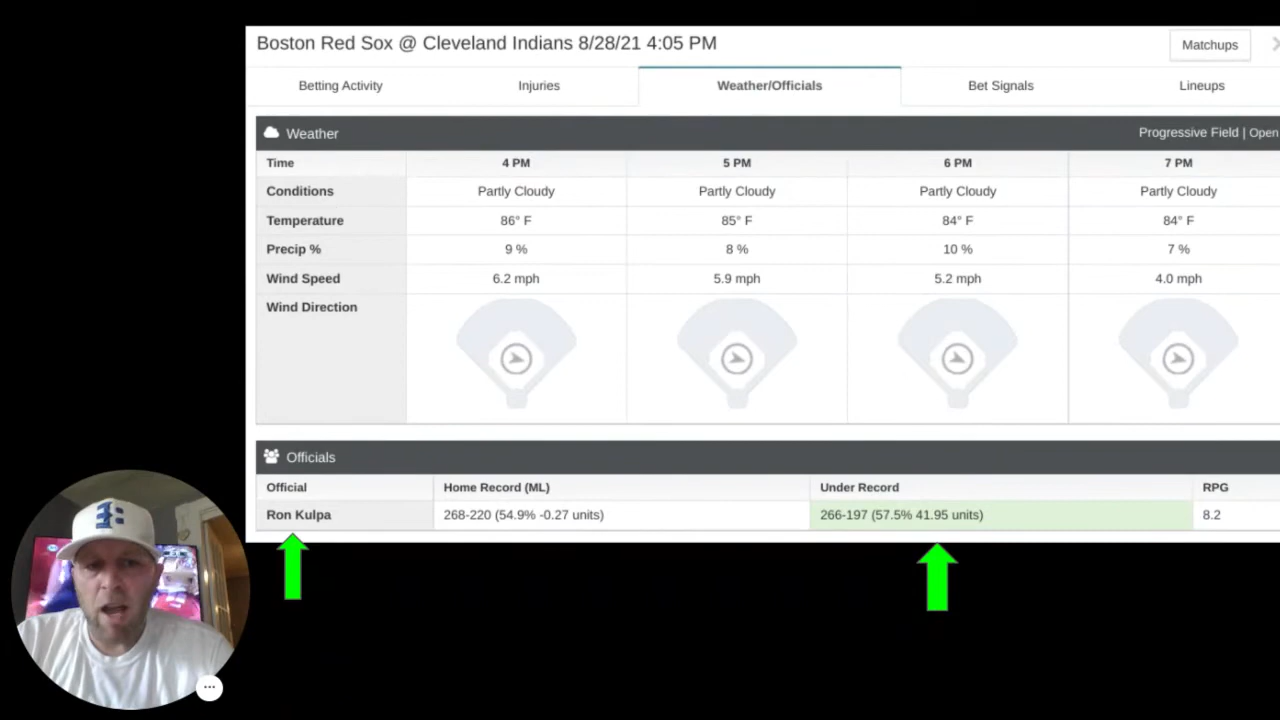 Boston Red Sox @ Cleveland Indians 8/28/21 4:05 PM
Matchups
Betting Activity Injuries Weather/Officials Bet Signals Lineups
Weather Progressive Field | Open
Time 4 PM 5 PM 6 PM 7 PM
Conditions Partly Cloudy Partly Cloudy Partly Cloudy Partly Cloudy
Temperature 86° F 85° F 84° F 84° F
Precip % 9 % 8 % 10 % 7 %
Wind Speed 6.2 mph 5.9 mph 5.2 mph 4.0 mph
Wind Direction
Officials
Official Home Record (ML) Under Record RPG
Ron Kulpa 268-220 (54.9% -0.27 units) 266-197 (57.5% 41.95 units) 8.2